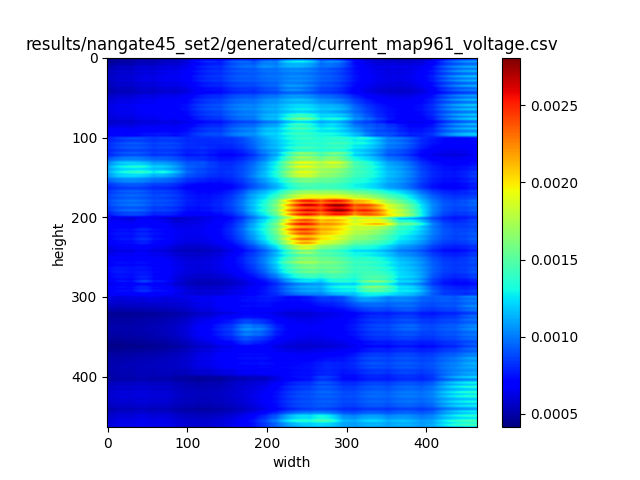 results/nangate45_set2/generated/current_map961_voltage.csv
0
100
200
300
400
height
0 100 200 300 400
width
0.0025
0.0020
0.0015
0.0010
0.0005